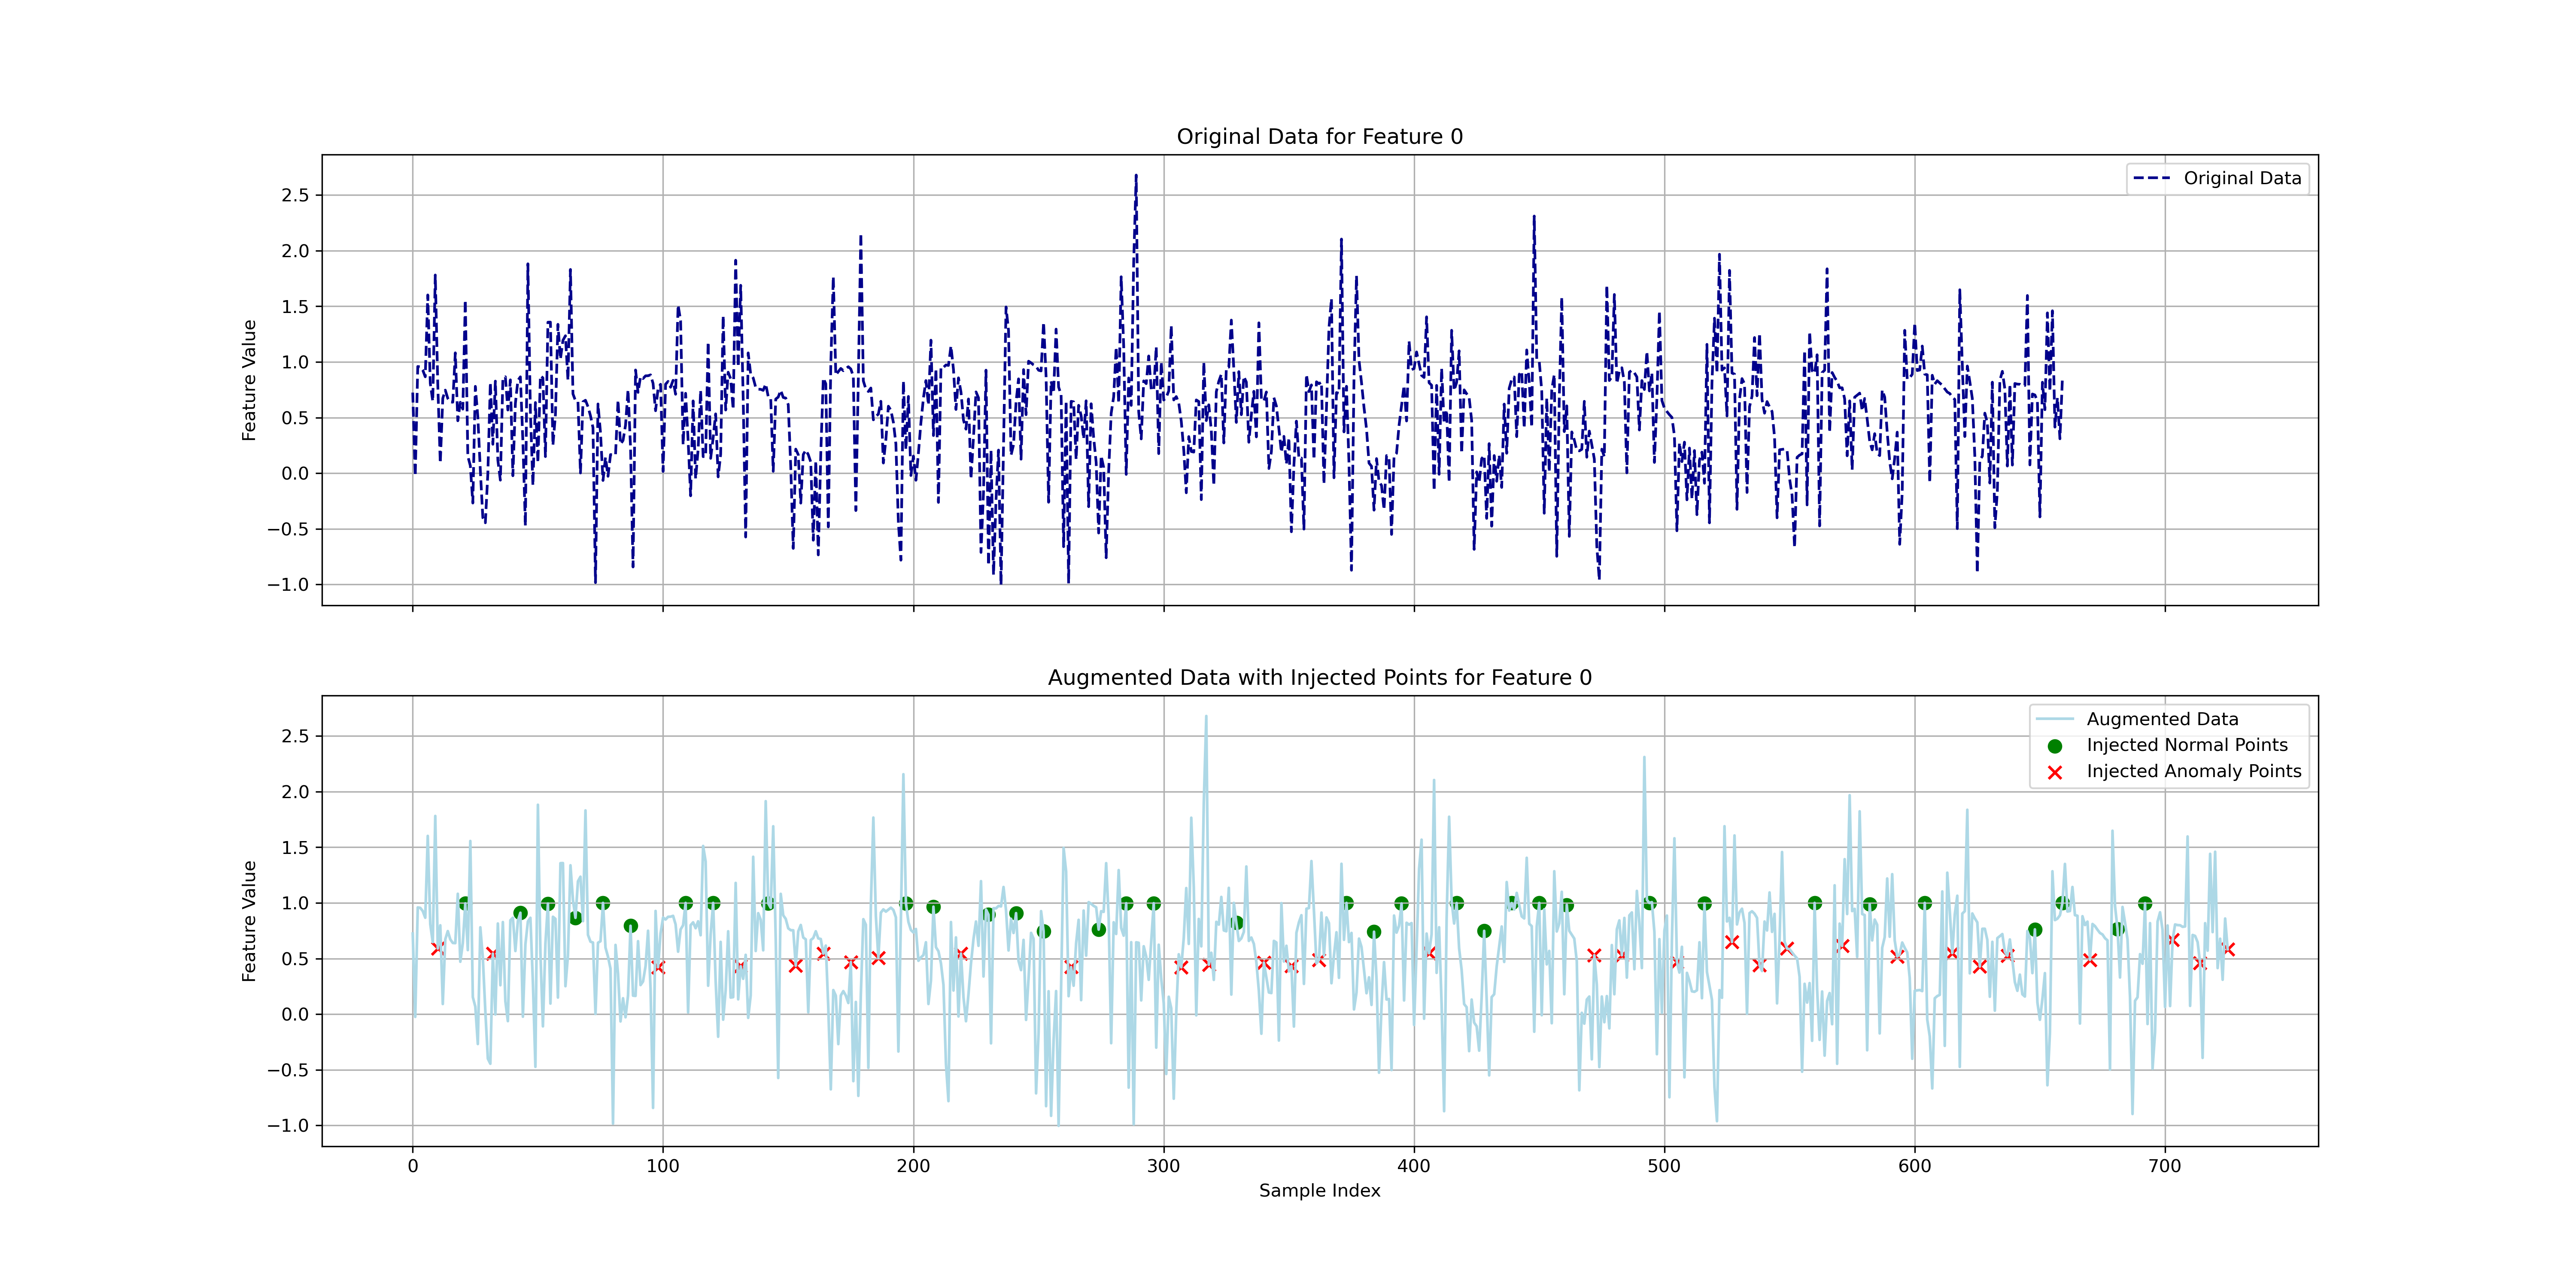 Original Data for Feature 0
Original Data
Feature Value
2.5
2.0
1.5
1.0
0.5
0.0
−0.5
−1.0
Augmented Data with Injected Points for Feature 0
Augmented Data
Injected Normal Points
Injected Anomaly Points
Feature Value
2.5
2.0
1.5
1.0
0.5
0.0
−0.5
−1.0
0 100 200 300 400 500 600 700
Sample Index